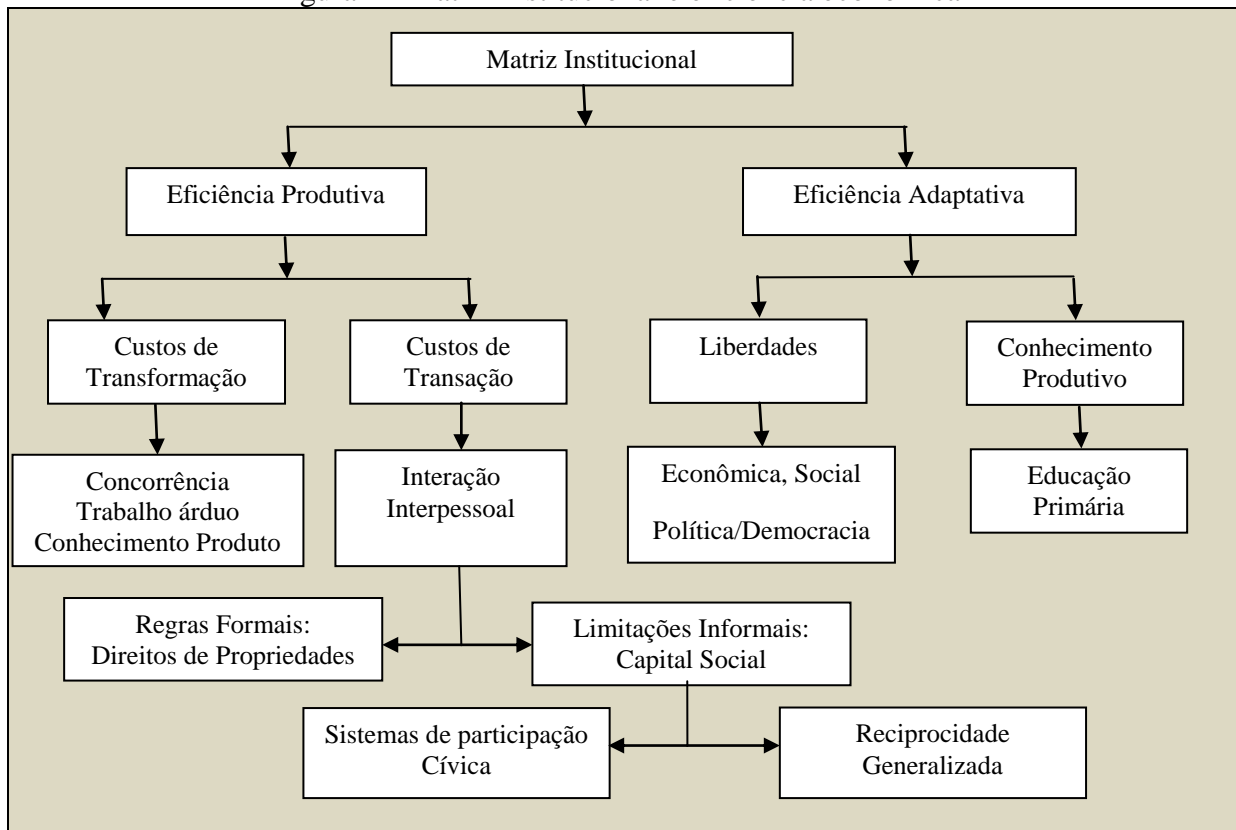 Matriz Institucional
Eficiência Produtiva
Eficiência Adaptativa
Custos de
Transformação
Custos de
Transação
Liberdades
Conhecimento
Produtivo
Concorrência
Trabalho árduo
Conhecimento Produto
Interação
Interpessoal
Econômica, Social
Política/Democracia
Educação
Primária
Regras Formais:
Direitos de Propriedades
Limitações Informais:
Capital Social
Sistemas de participação
Cívica
Reciprocidade
Generalizada